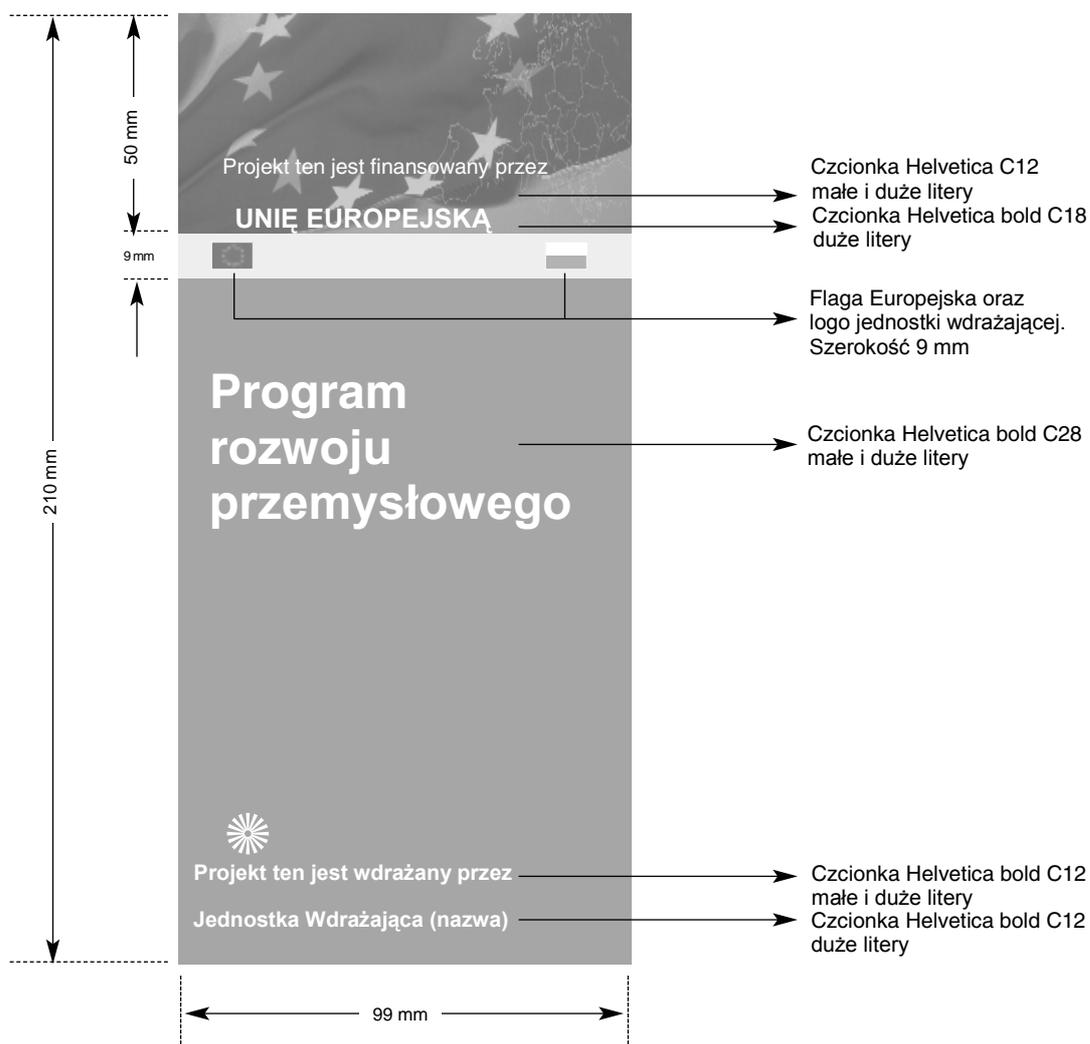 50 mm
9 mm
210 mm
Projekt ten jest finansowany przez
UNIĘ EUROPEJSKĄ
Czcionka Helvetica C12
małe i duże litery
Czcionka Helvetica bold C18
duże litery
Flaga Europejska oraz
logo jednostki wdrażającej.
Szerokość 9 mm
Program
rozwoju
przemysłowego
Czcionka Helvetica bold C28
małe i duże litery
Projekt ten jest wdrażany przez
Jednostka Wdrażająca (nazwa)
Czcionka Helvetica bold C12
małe i duże litery
Czcionka Helvetica bold C12
duże litery
99 mm